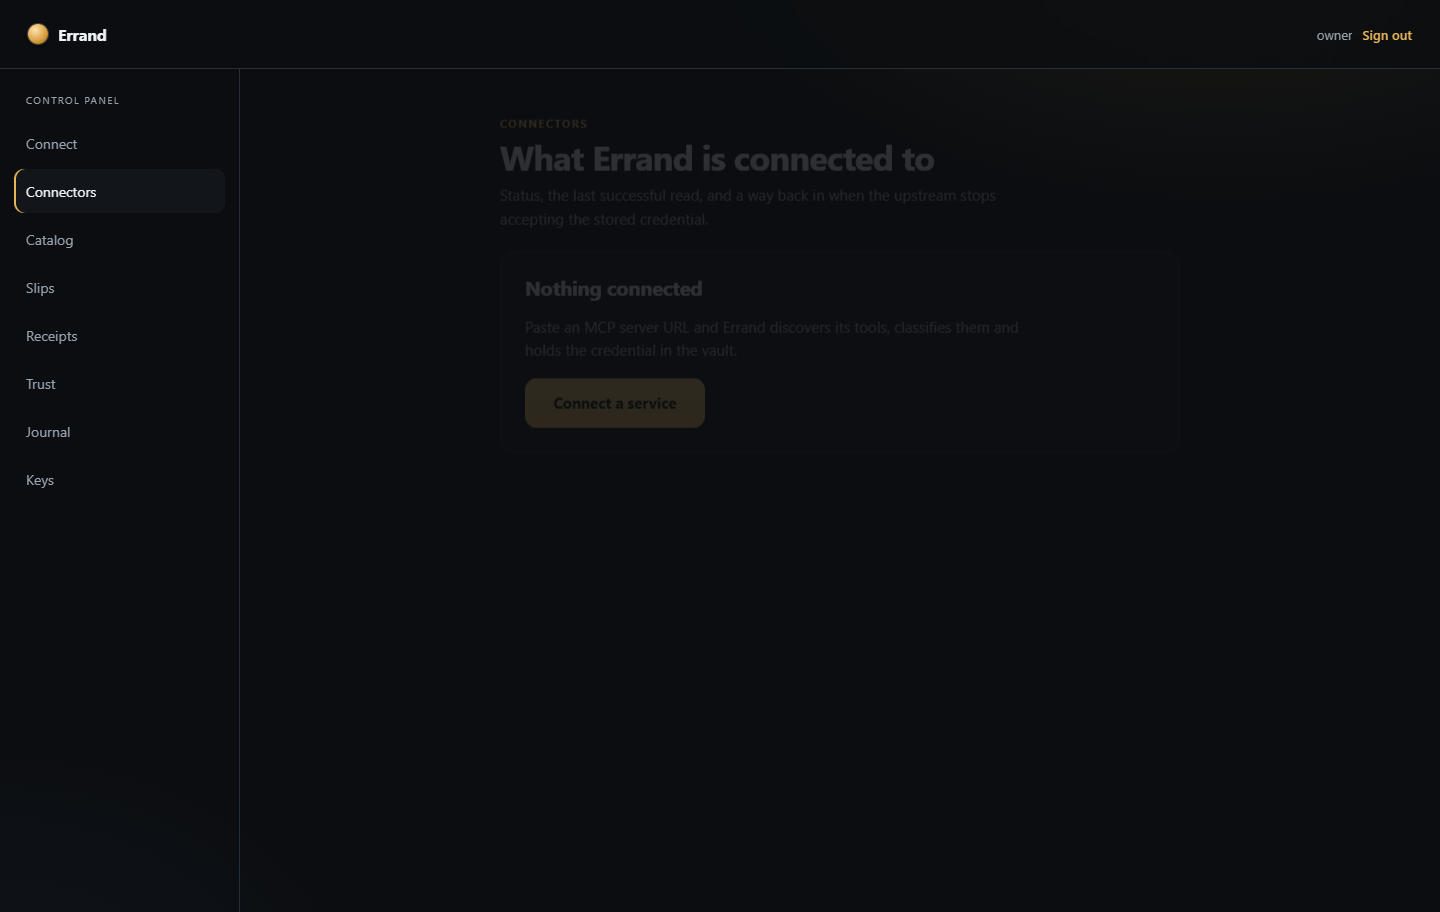 Errand
owner Sign out
CONTROL PANEL
Connect
Connectors
Catalog
Slips
Receipts
Trust
Journal
Keys
CONNECTORS
What Errand is connected to
Status, the last successful read, and a way back in when the upstream stops
accepting the stored credential.
Nothing connected
Paste an MCP server URL and Errand discovers its tools, classifies them and
holds the credential in the vault.
Connect a service